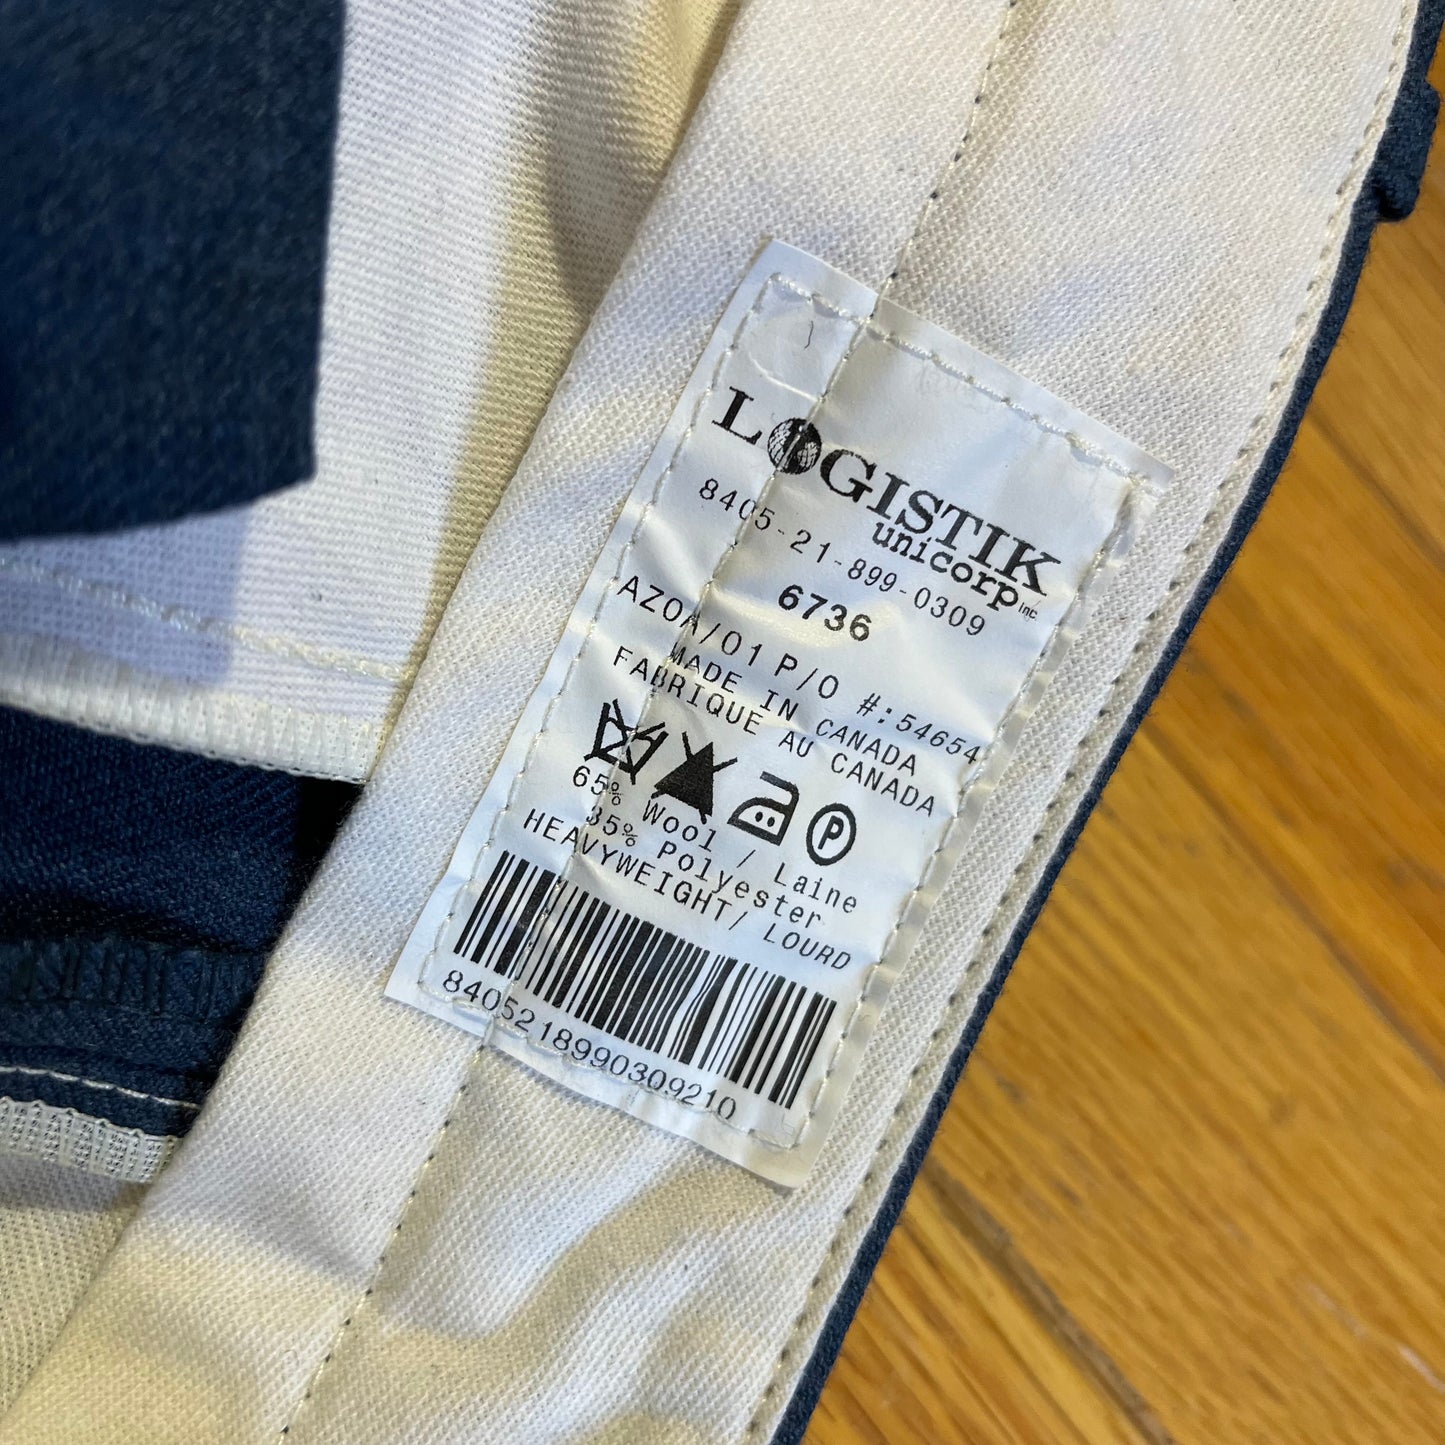 LOGISTIK
unicorp inc.
8405-21-899-0309
6736
AZOA/01 P/O #:54654
MADE IN CANADA
FABRIQUE AU CANADA
P
65% Wool / Laine
35% Polyester
HEAVYWEIGHT/ LOURD
8405218990309210